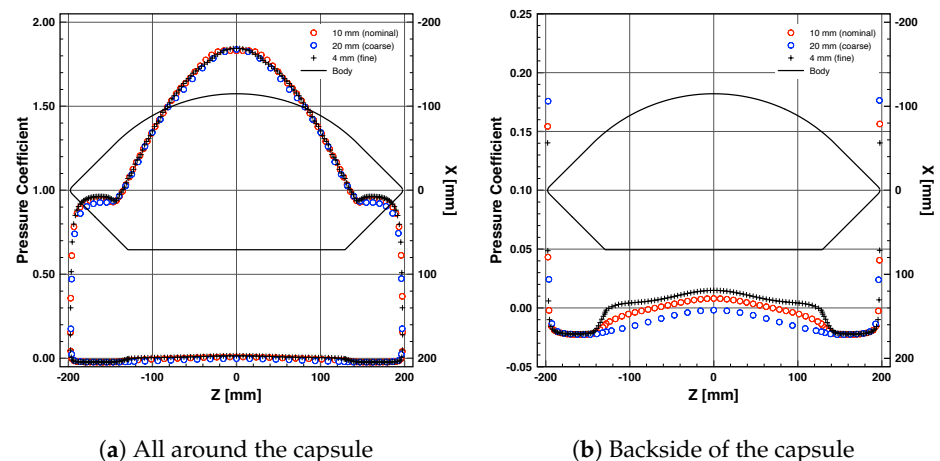 2.00
1.50
1.00
0.50
0.00
Pressure Coefficient
-200
-100
0
100
200
X [mm]
10 mm (nominal)
20 mm (coarse)
4 mm (fine)
Body
-200 -100 0 100 200
Z [mm]
(a) All around the capsule
0.25
0.20
0.15
0.10
0.05
0.00
-0.05
Pressure Coefficient
-200
-100
0
100
200
X [mm]
10 mm (nominal)
20 mm (coarse)
4 mm (fine)
Body
-200 -100 0 100 200
Z [mm]
(b) Backside of the capsule